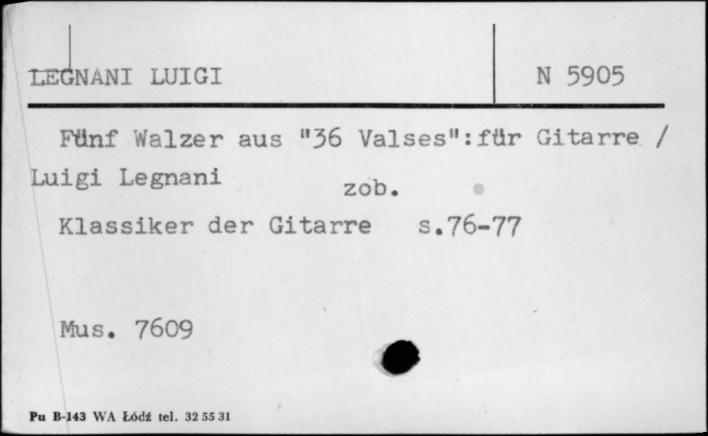 LEGNANI LUIGI N 5905
Fünf Walzer aus "36 Valses":für Gitarre /
Luigi Legnani zob.
Klassiker der Gitarre s.76-77
Mus. 7609
Pu B-143 WA Łódź tel. 32 55 31